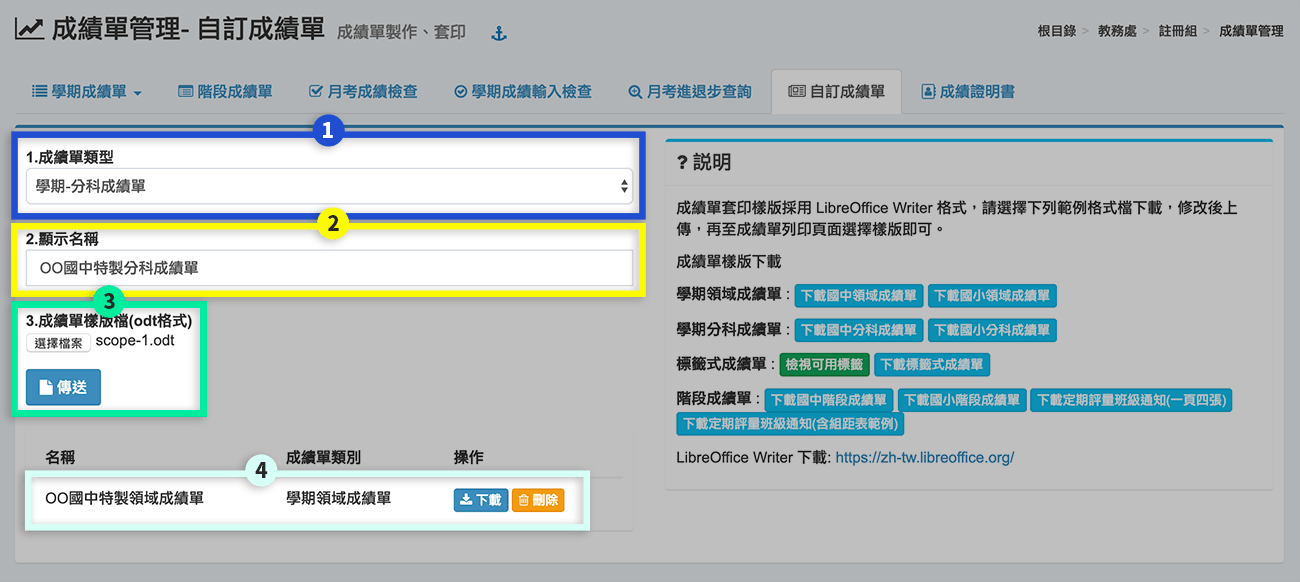 成績單管理- 自訂成績單 成績單製作、套印
根目錄 > 教務處 > 註冊組 > 成績單管理
學期成績單 階段成績單 月考成績檢查 學期成績輸入檢查 月考進退步查詢 自訂成績單 成績證明書
1
1.成績單類型
學期-分科成績單
2
2.顯示名稱
OO國中特製分科成績單
3
3.成績單樣版檔(odt格式)
選擇檔案 scope-1.odt
傳送
名稱 成績單類別 操作
4
OO國中特製領域成績單 學期領域成績單 下載 刪除
? 說明
成績單套印樣版採用 LibreOffice Writer 格式，請選擇下列範例格式檔下載，修改後上
傳，再至成績單列印頁面選擇樣版即可。
成績單樣版下載
學期領域成績單 : 下載國中領域成績單 下載國小領域成績單
學期分科成績單 : 下載國中分科成績單 下載國小分科成績單
標籤式成績單 : 檢視可用標籤 下載標籤式成績單
階段成績單 : 下載國中階段成績單 下載國小階段成績單 下載定期評量班級通知(一頁四張)
下載定期評量班級通知(含組距表範例)
LibreOffice Writer 下載: https://zh-tw.libreoffice.org/